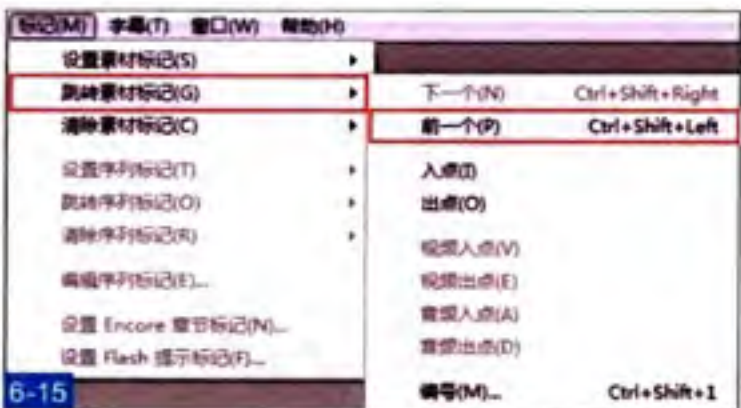 标记(M) 字幕(T) 窗口(W) 帮助(H)
设置素材标记(S)
跳转素材标记(G)
清除素材标记(C)
设置序列标记(T)
跳转序列标记(O)
清除序列标记(R)
编辑序列标记(E)...
设置 Encore 章节标记(N)...
设置 Flash 提示标记(F)...
下一个(N) Ctrl+Shift+Right
前一个(P) Ctrl+Shift+Left
入点(I)
出点(O)
视频入点(V)
视频出点(E)
音频入点(A)
音频出点(D)
编号(M)... Ctrl+Shift+1
6-15